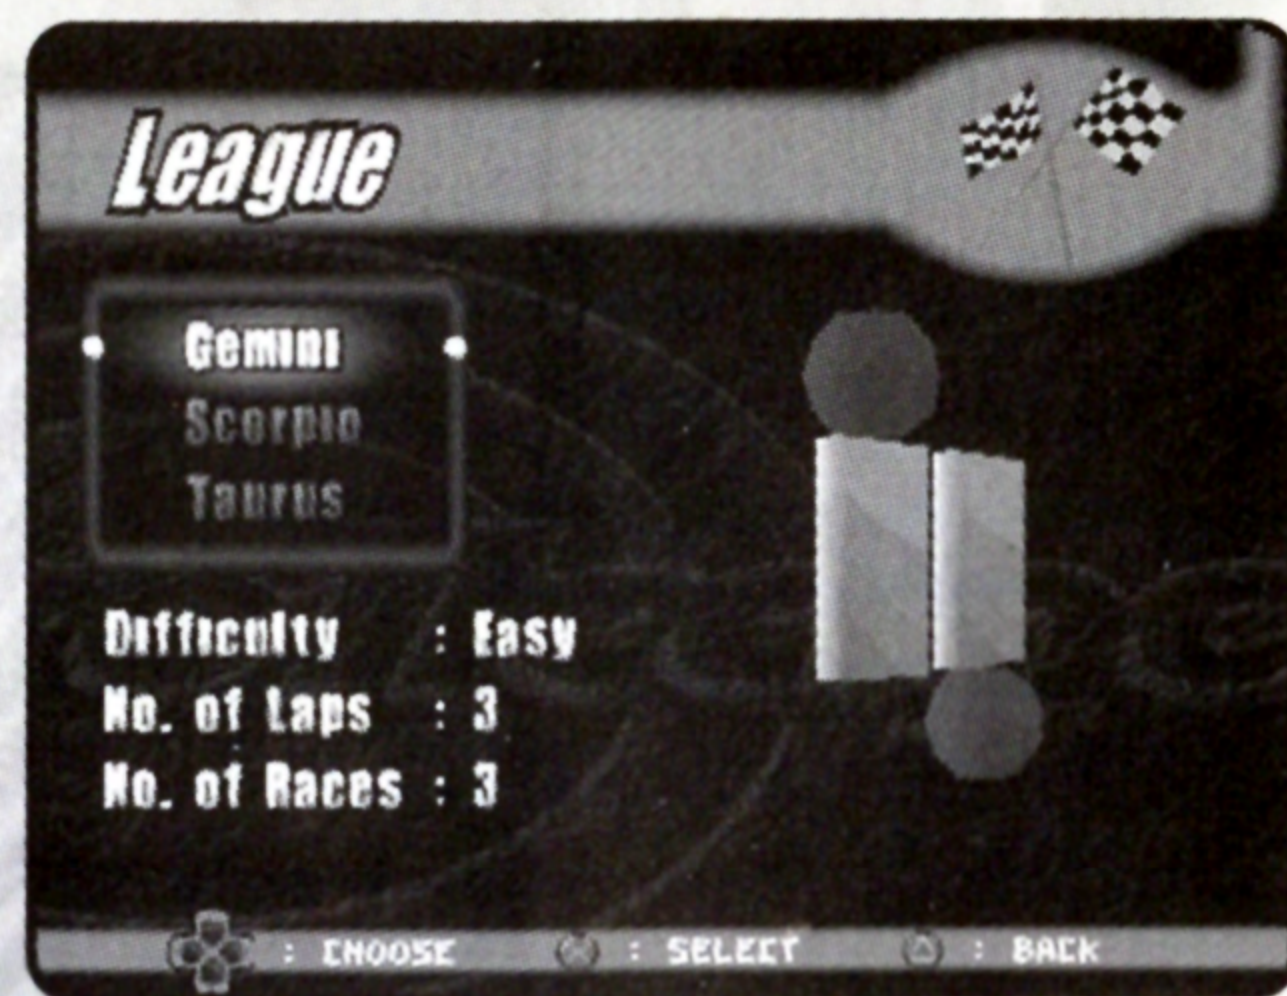 League
Gemini
Scorpio
Taurus
Difficulty : Easy
No. of Laps : 3
No. of Races : 3
: CHOOSE : SELECT : BACK